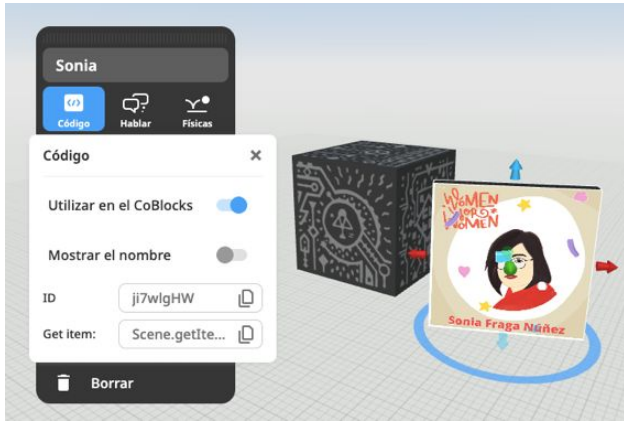 Sonia
Código
Hablar
Físicas
Código
Utilizar en el CoBlocks
Mostrar el nombre
ID
ji7wlgHW
Get item:
Scene.getIte...
Borrar
WOMEN
FOR
WOMEN
Sonia Fraga Núñez